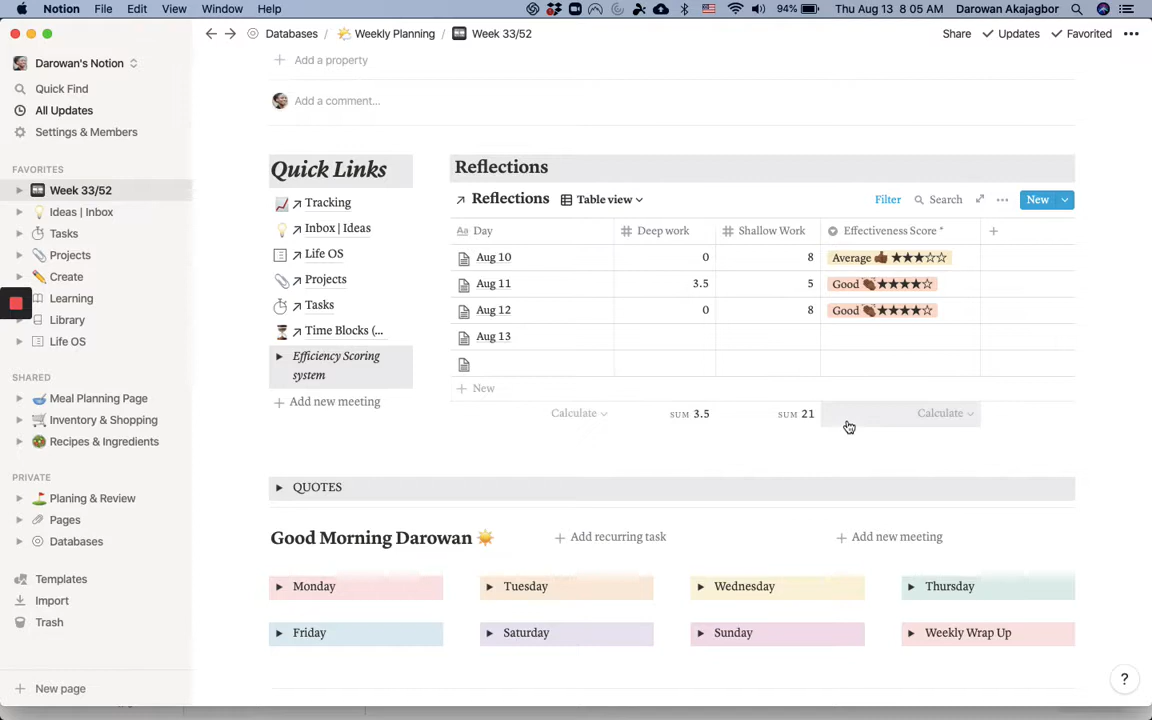 Notion File Edit View Window Help 94% Thu Aug 13 8:05 AM Darowan Akajagbor
Databases / Weekly Planning / Week 33/52 Share Updates Favorited
Darowan's Notion
Quick Find
All Updates
Settings & Members
FAVORITES
Week 33/52
Ideas | Inbox
Tasks
Projects
Create
Learning
Library
Life OS
SHARED
Meal Planning Page
Inventory & Shopping
Recipes & Ingredients
PRIVATE
Planing & Review
Pages
Databases
Templates
Import
Trash
New page
Add a property
Add a comment...
Quick Links
Tracking
Inbox | Ideas
Life OS
Projects
Tasks
Time Blocks (...
Efficiency Scoring
system
Add new meeting
Reflections
Reflections Table view Filter Search New
Aa Day Deep work Shallow Work Effectiveness Score *
Aug 10 0 8 Average 👍🏾 ★★★☆☆
Aug 11 3.5 5 Good 👏🏾★★★★☆
Aug 12 0 8 Good 👏🏾★★★★☆
Aug 13
New
Calculate SUM 3.5 SUM 21 Calculate
QUOTES
Good Morning Darowan ☀️ Add recurring task Add new meeting
Monday Tuesday Wednesday Thursday
Friday Saturday Sunday Weekly Wrap Up
?